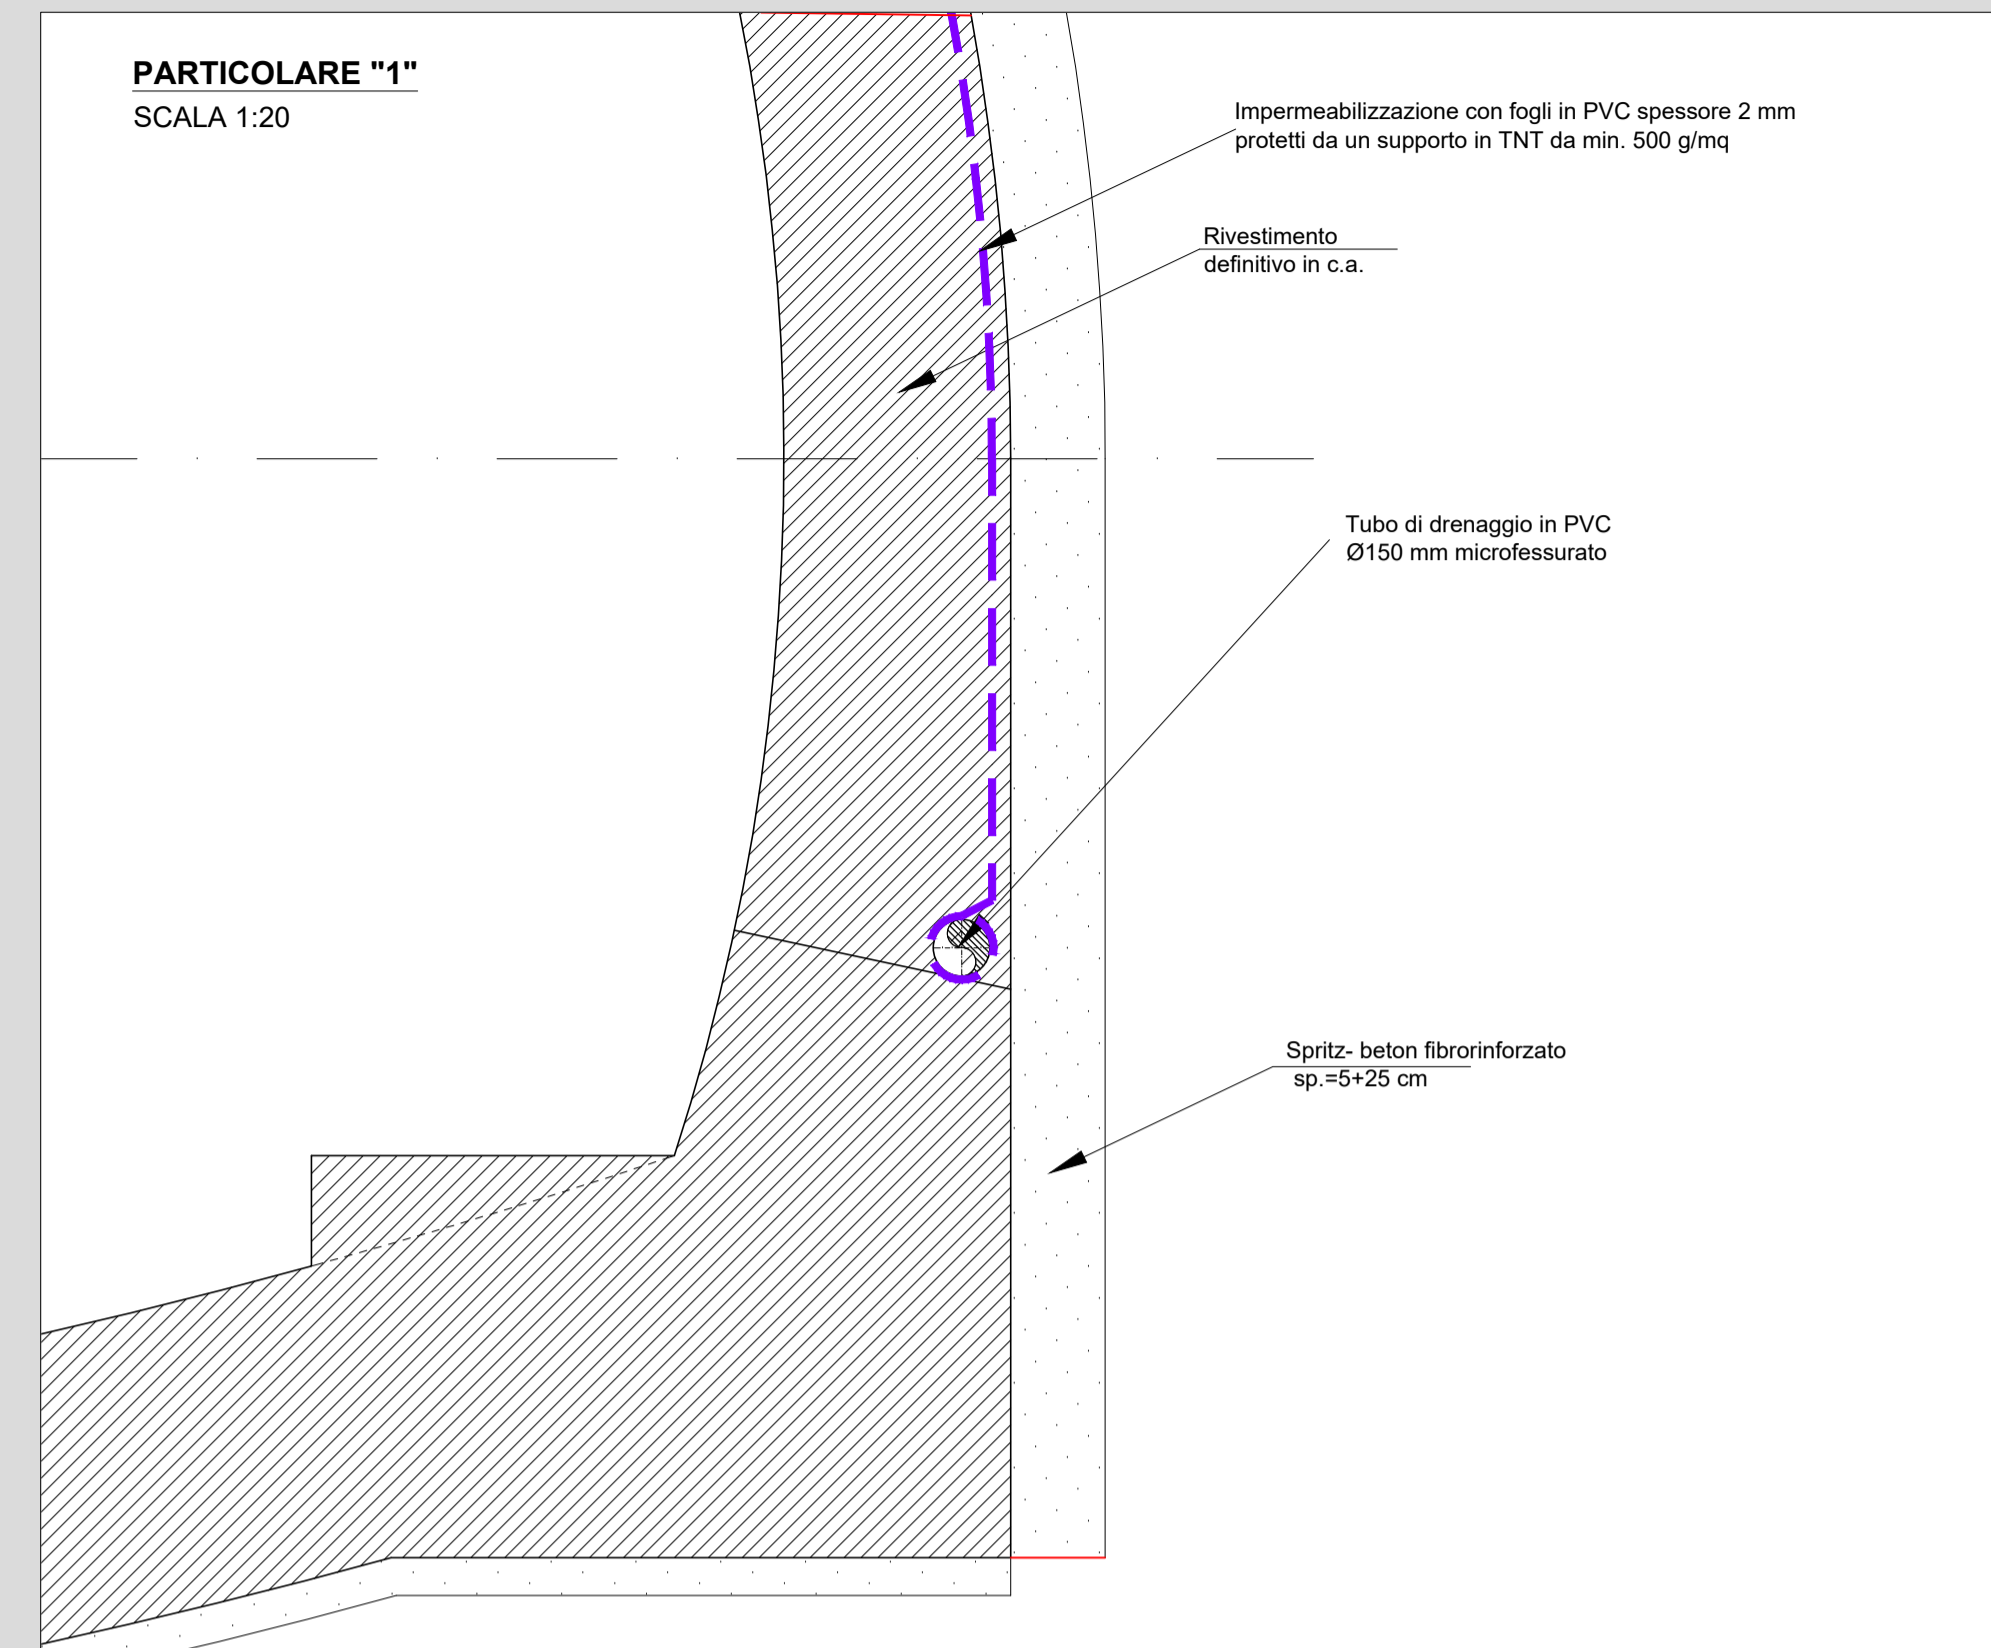 PARTICOLARE "1"
SCALA 1:20
Impermeabilizzazione con fogli in PVC spessore 2 mm
protetti da un supporto in TNT da min. 500 g/mq
Rivestimento
definitivo in c.a.
Tubo di drenaggio in PVC
Ø150 mm microfessurato
Spritz- beton fibrorinforzato
sp.=5+25 cm